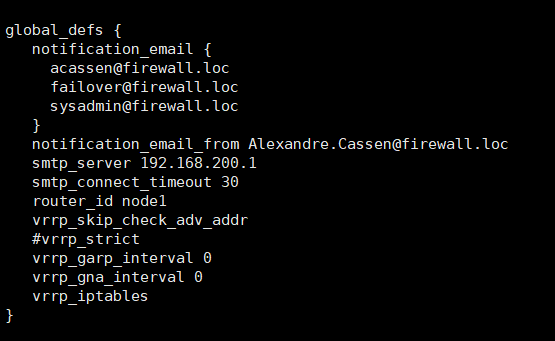 global_defs {
   notification_email {
     acassen@firewall.loc
     failover@firewall.loc
     sysadmin@firewall.loc
   }
   notification_email_from Alexandre.Cassen@firewall.loc
   smtp_server 192.168.200.1
   smtp_connect_timeout 30
   router_id node1
   vrrp_skip_check_adv_addr
   #vrrp_strict
   vrrp_garp_interval 0
   vrrp_gna_interval 0
   vrrp_iptables
}